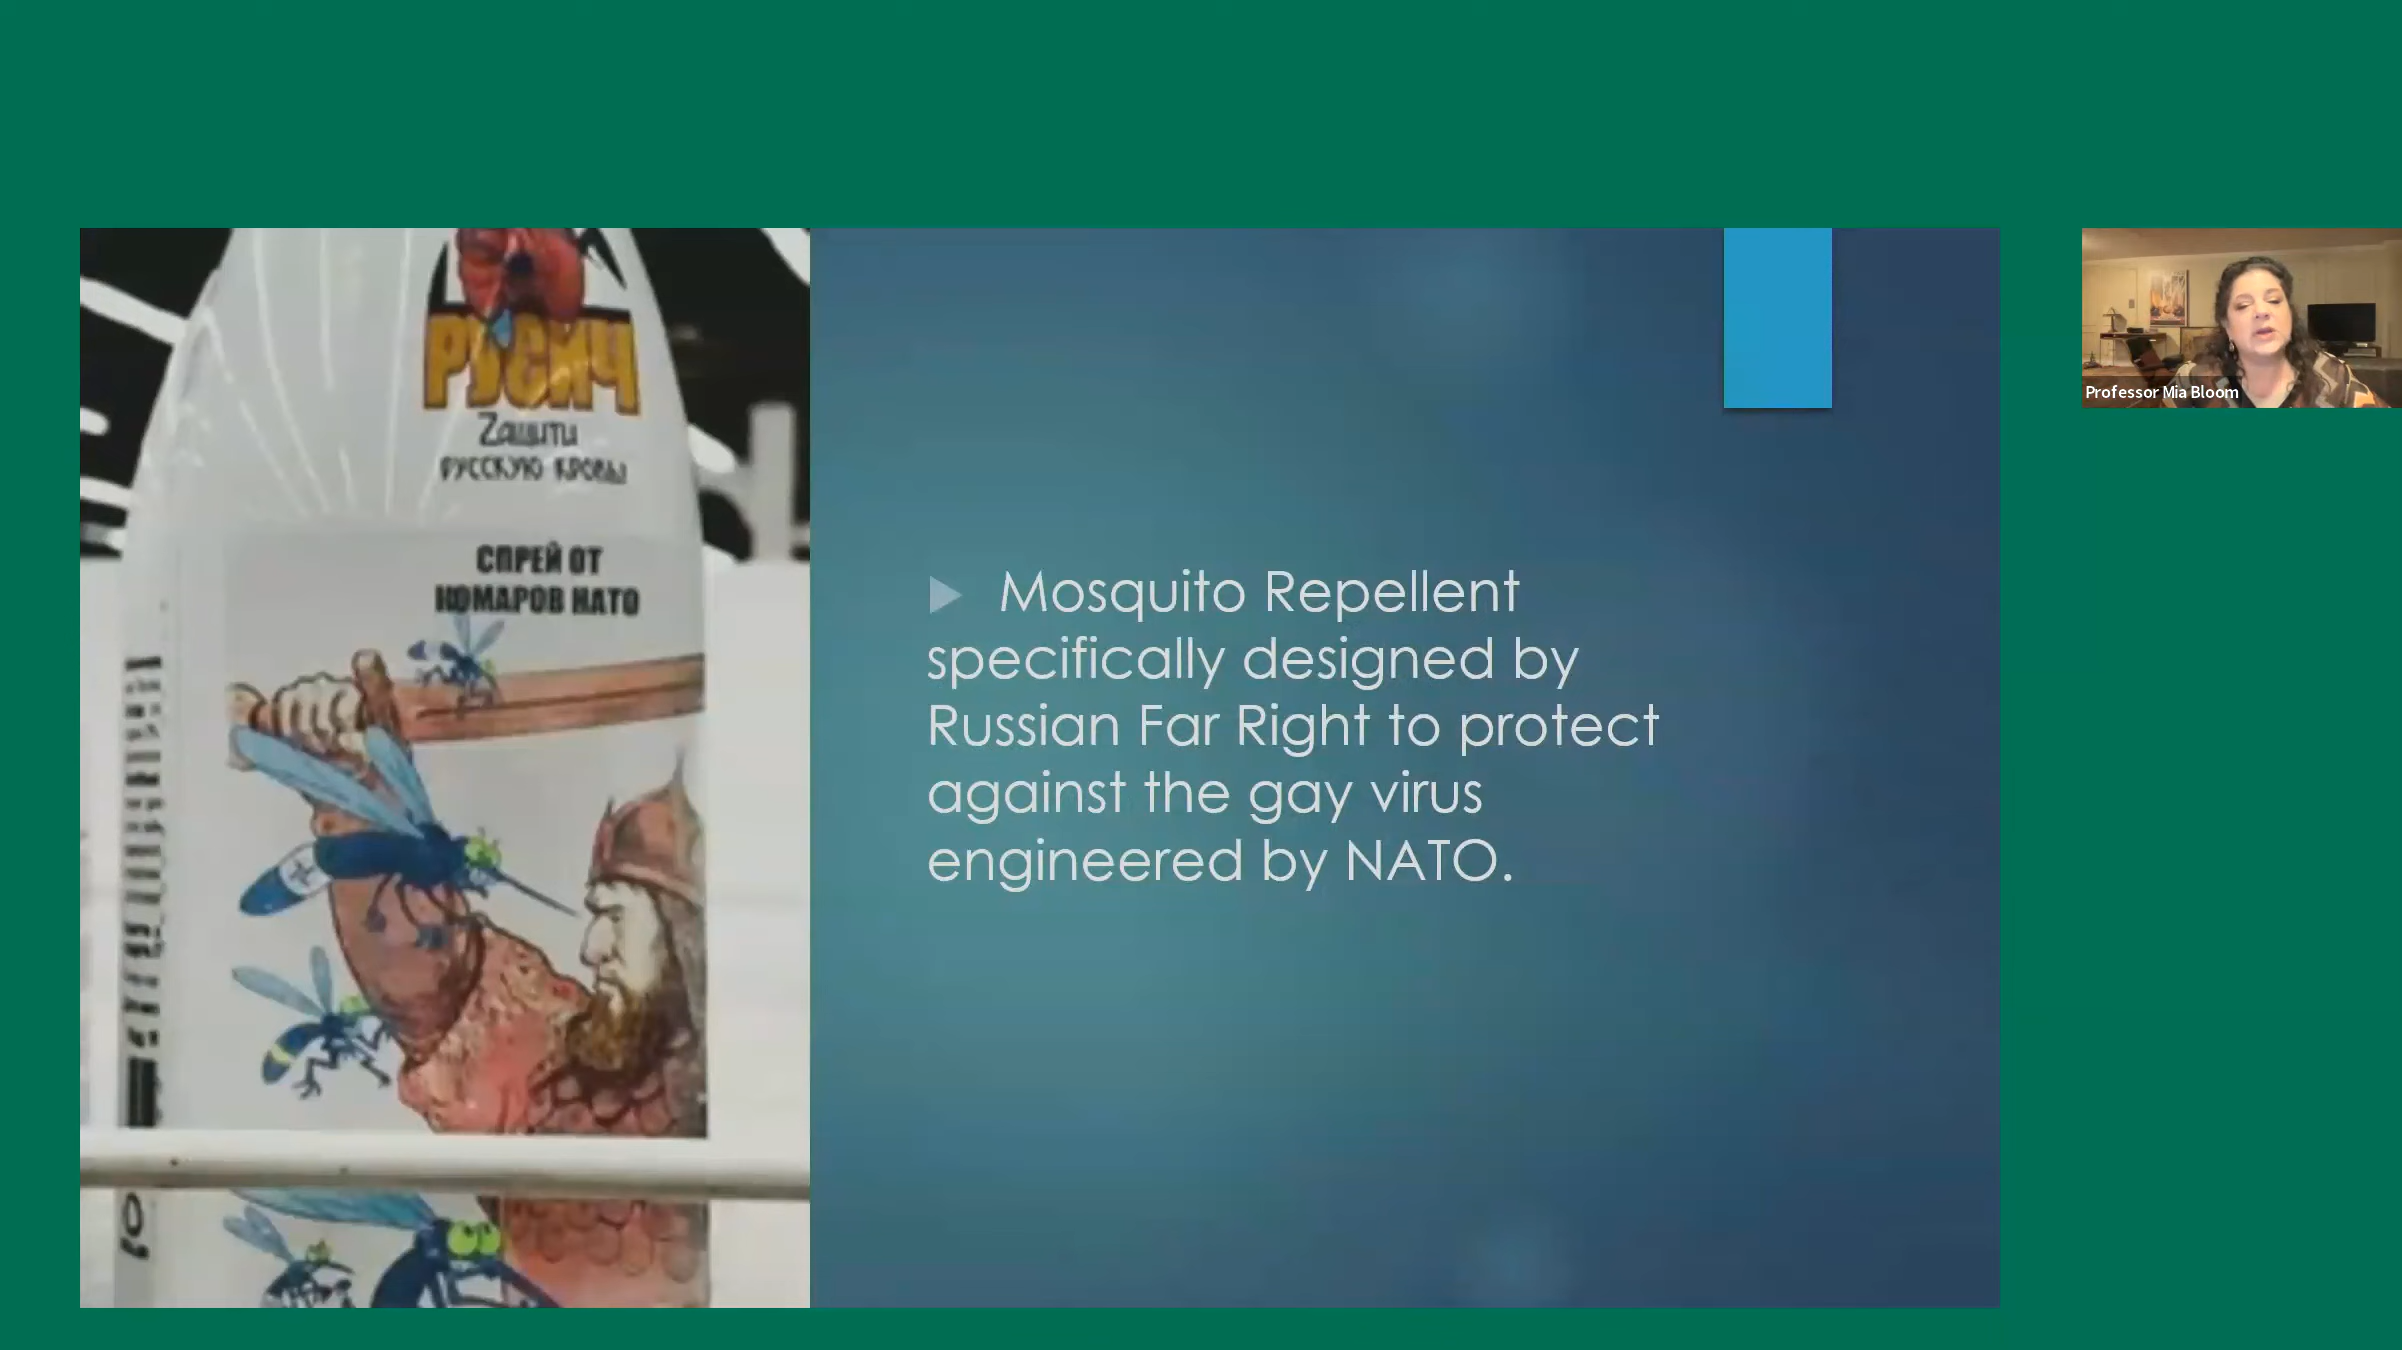 РУСИЧ
Zащити
русскую кровь
СПРЕЙ ОТ
КОМАРОВ НАТО
Mosquito Repellent
specifically designed by
Russian Far Right to protect
against the gay virus
engineered by NATO.
Professor Mia Bloom